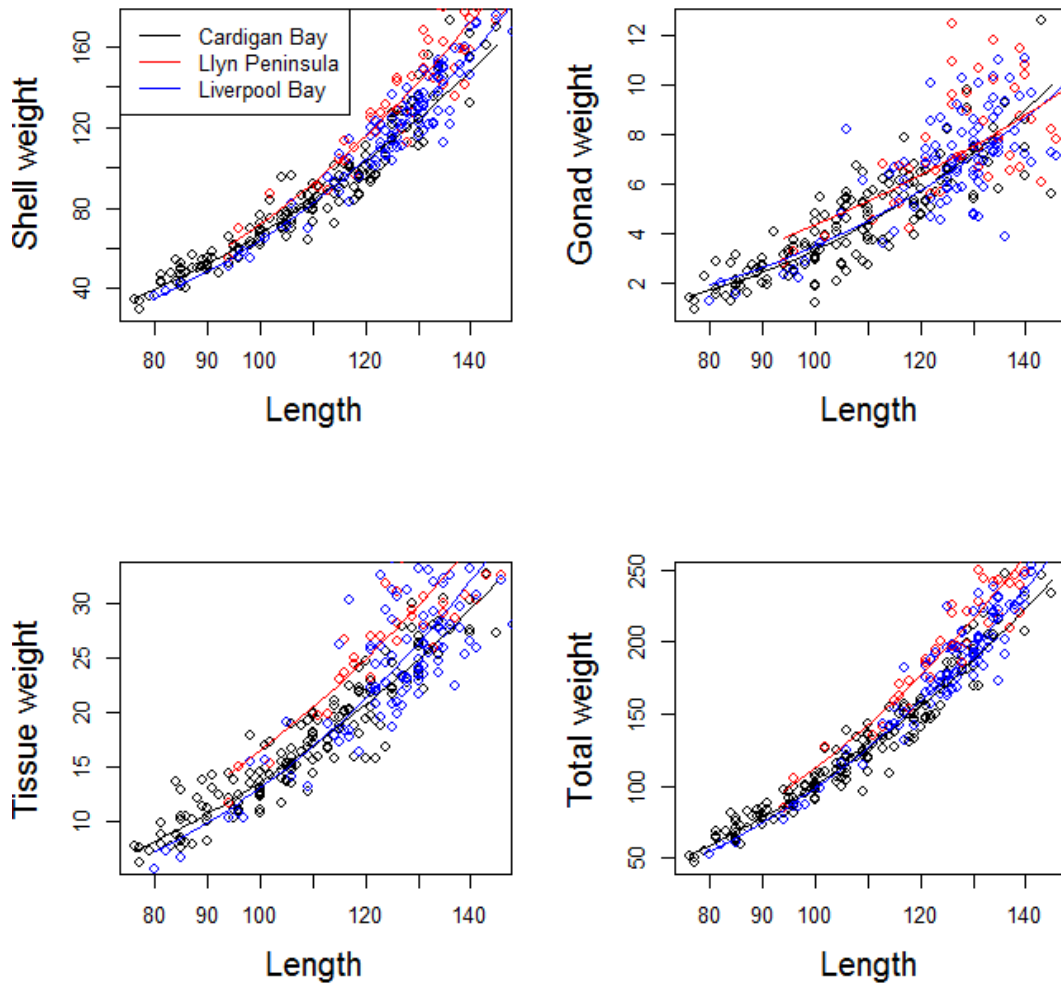 Shell weight
40
80
120
160
Cardigan Bay
Llyn Peninsula
Liverpool Bay
80 90 100 120 140
Length
Gonad weight
2
4
6
8
10
12
80 90 100 120 140
Length
Tissue weight
10
15
20
25
30
80 90 100 120 140
Length
Total weight
50
100
150
200
250
80 90 100 120 140
Length